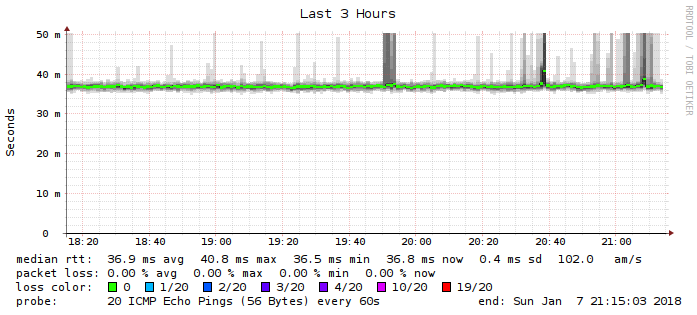 Last 3 Hours
RRDTOOL / TOBI OETIKER
Seconds
50 m
40 m
30 m
20 m
10 m
0
18:20 18:40 19:00 19:20 19:40 20:00 20:20 20:40 21:00
median rtt: 36.9 ms avg 40.8 ms max 36.5 ms min 36.8 ms now 0.4 ms sd 102.0 am/s
packet loss: 0.00 % avg 0.00 % max 0.00 % min 0.00 % now
loss color: 0 1/20 2/20 3/20 4/20 10/20 19/20
probe: 20 ICMP Echo Pings (56 Bytes) every 60s end: Sun Jan 7 21:15:03 2018